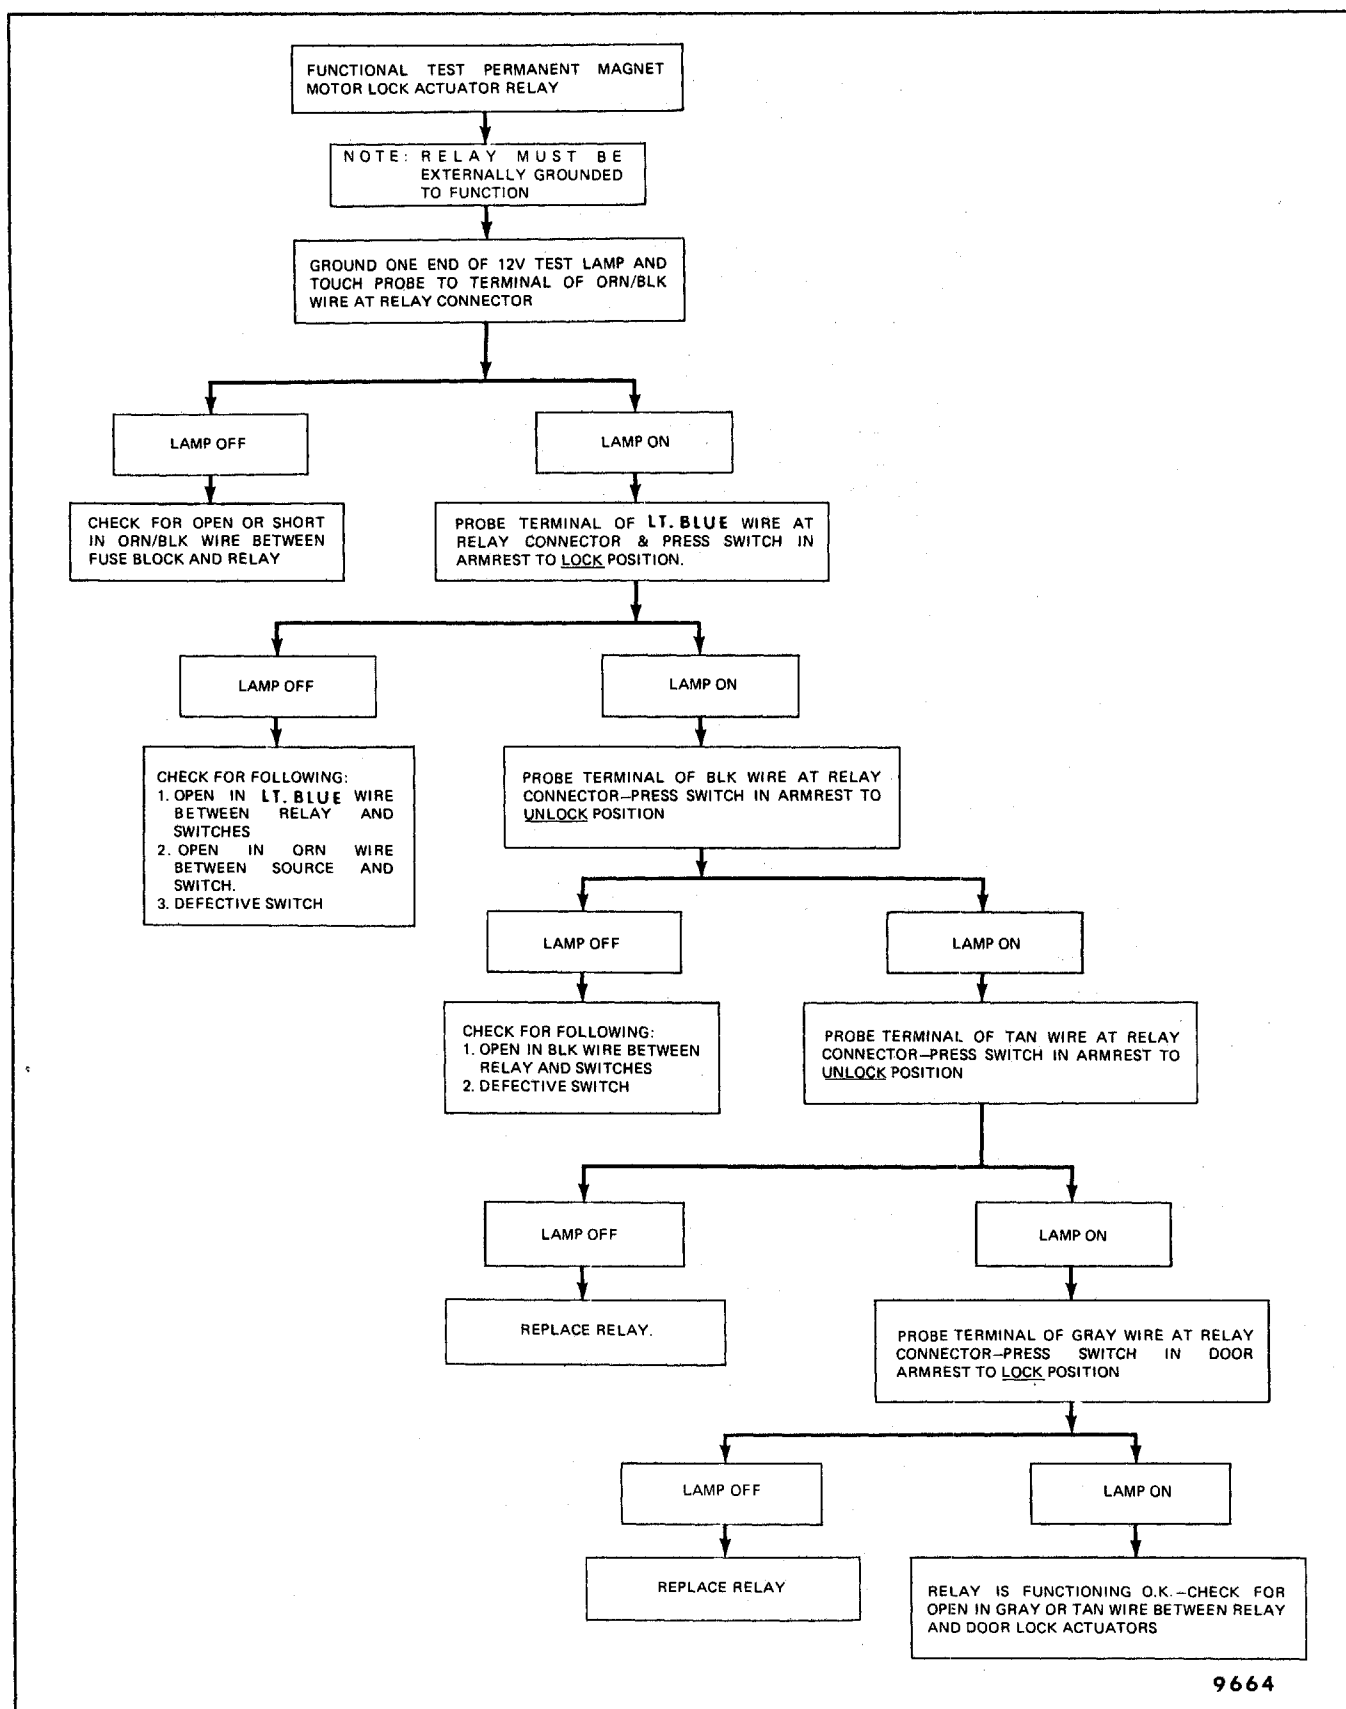 FUNCTIONAL TEST PERMANENT MAGNET
MOTOR LOCK ACTUATOR RELAY
NOTE: RELAY MUST BE
EXTERNALLY GROUNDED
TO FUNCTION
GROUND ONE END OF 12V TEST LAMP AND
TOUCH PROBE TO TERMINAL OF ORN/BLK
WIRE AT RELAY CONNECTOR
LAMP OFF
LAMP ON
CHECK FOR OPEN OR SHORT
IN ORN/BLK WIRE BETWEEN
FUSE BLOCK AND RELAY
PROBE TERMINAL OF LT. BLUE WIRE AT
RELAY CONNECTOR & PRESS SWITCH IN
ARMREST TO LOCK POSITION.
LAMP OFF
LAMP ON
CHECK FOR FOLLOWING:
1. OPEN IN LT. BLUE WIRE
BETWEEN RELAY AND
SWITCHES
2. OPEN IN ORN WIRE
BETWEEN SOURCE AND
SWITCH.
3. DEFECTIVE SWITCH
PROBE TERMINAL OF BLK WIRE AT RELAY
CONNECTOR—PRESS SWITCH IN ARMREST TO
UNLOCK POSITION
LAMP OFF
LAMP ON
CHECK FOR FOLLOWING:
1. OPEN IN BLK WIRE BETWEEN
RELAY AND SWITCHES
2. DEFECTIVE SWITCH
PROBE TERMINAL OF TAN WIRE AT RELAY
CONNECTOR—PRESS SWITCH IN ARMREST TO
UNLOCK POSITION
LAMP OFF
LAMP ON
REPLACE RELAY.
PROBE TERMINAL OF GRAY WIRE AT RELAY
CONNECTOR—PRESS SWITCH IN DOOR
ARMREST TO LOCK POSITION
LAMP OFF
LAMP ON
REPLACE RELAY
RELAY IS FUNCTIONING O.K.—CHECK FOR
OPEN IN GRAY OR TAN WIRE BETWEEN RELAY
AND DOOR LOCK ACTUATORS
9664